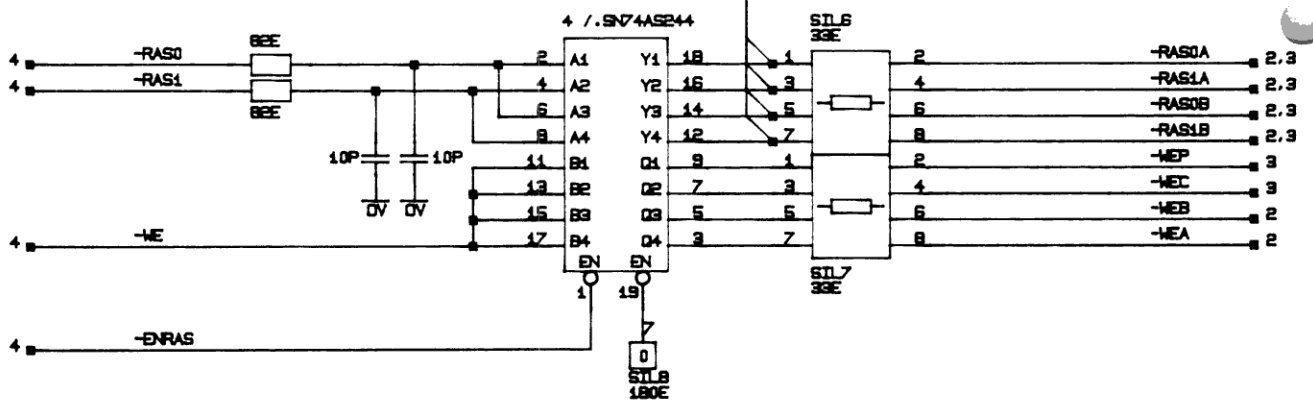 4 /.SN74AS244
SIL6
33E
4 -RAS0 82E 2 A1 Y1 18 1 2 -RAS0A 2,3
4 -RAS1 82E 4 A2 Y2 16 3 4 -RAS1A 2,3
6 A3 Y3 14 5 6 -RAS0B 2,3
8 A4 Y4 12 7 8 -RAS1B 2,3
10P 10P 11 B1 Q1 9 1 2 -WEP 3
13 B2 Q2 7 3 4 -WEC 3
0V 0V 15 B3 Q3 5 5 6 -WEB 2
4 -WE 17 B4 Q4 3 7 8 -WEA 2
EN EN
1 19
SIL7
33E
4 -ENRAS 7
0
SIL8
180E